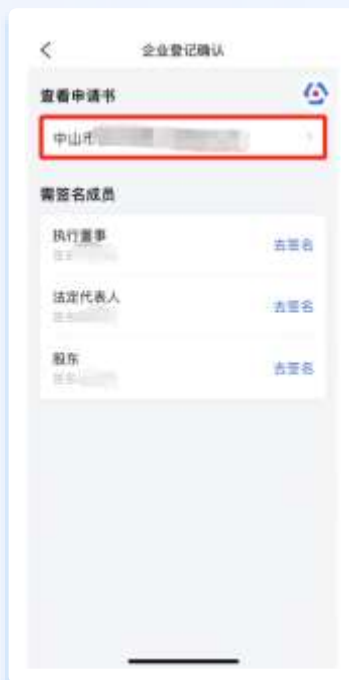 企业登记确认
查看申请书
中山市
需签名成员
执行董事
去签名
法定代表人
去签名
股东
去签名